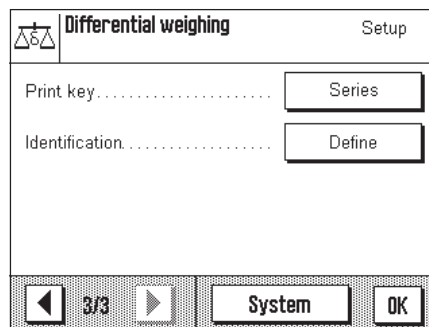 Differential weighing Setup
Print key...................... Series
Identification................... Define
3/3 System OK